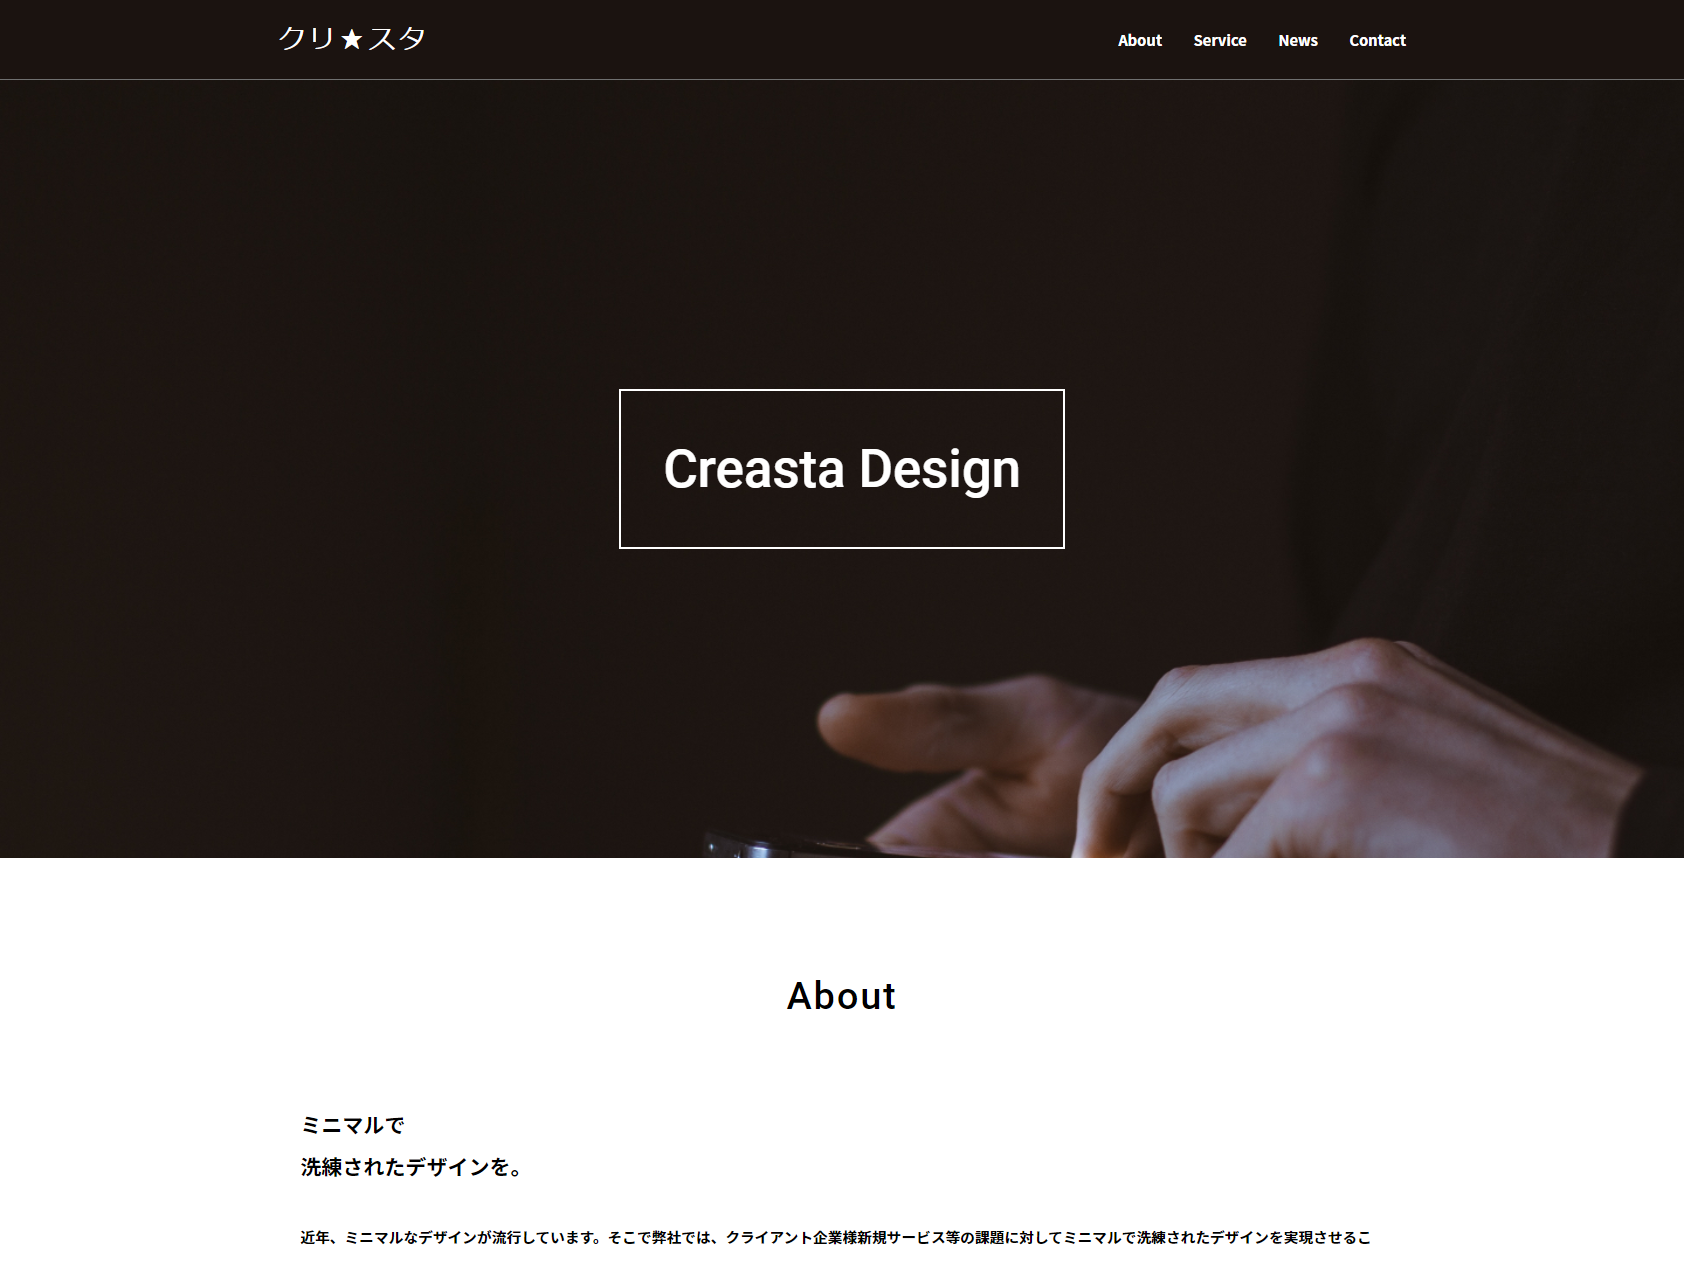 クリ★スタ
About Service News Contact
Creasta Design
About
ミニマルで
洗練されたデザインを。
近年、ミニマルなデザインが流行しています。そこで弊社では、クライアント企業様新規サービス等の課題に対してミニマルで洗練されたデザインを実現させるこ